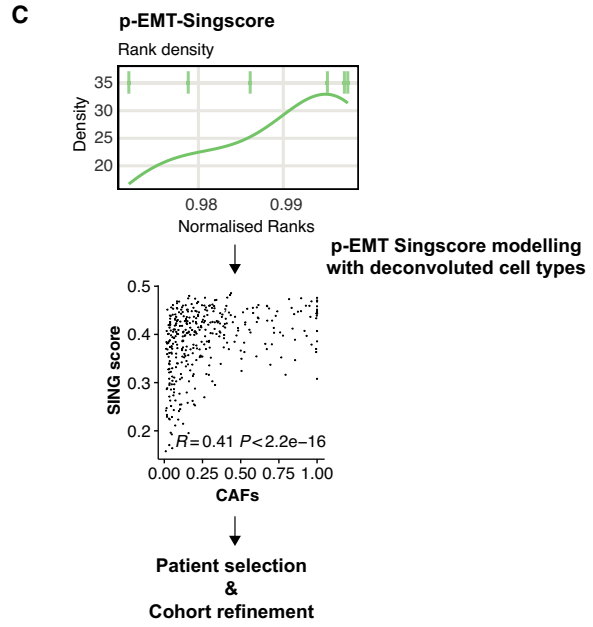 C
p-EMT-Singscore
Rank density
35
30
25
20
Density
0.98 0.99
Normalised Ranks
p-EMT Singscore modelling
with deconvoluted cell types
0.5
0.4
0.3
0.2
SING score
R=0.41 P<2.2e−16
0.00 0.25 0.50 0.75 1.00
CAFs
Patient selection
&
Cohort refinement